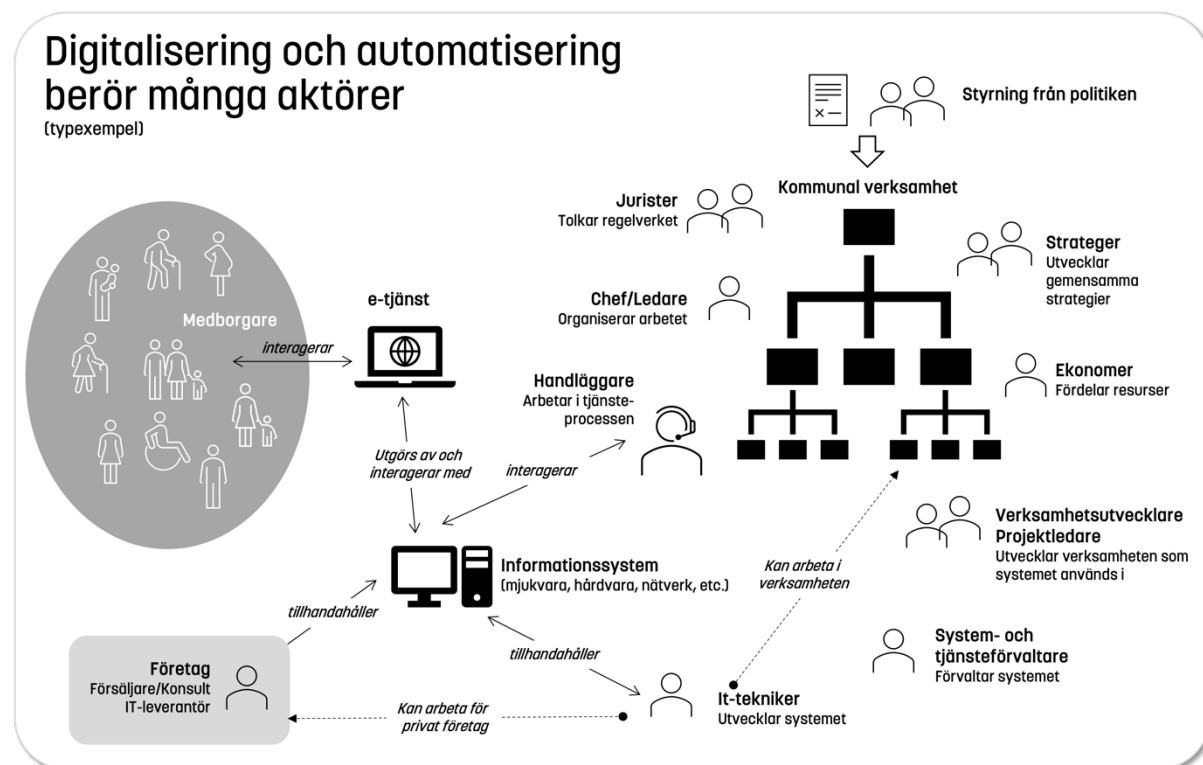 Digitalisering och automatisering
berör många aktörer
(typexempel)
Styrning från politiken
Kommunal verksamhet
Jurister
Tolkar regelverket
Strateger
Utvecklar
gemensamma
strategier
Chef/Ledare
Organiserar arbetet
e-tjänst
Medborgare
interagerar
Handläggare
Arbetar i tjänste-
processen
Ekonomer
Fördelar resurser
Utgörs av och
interagerar med
interagerar
Verksamhetsutvecklare
Projektledare
Utvecklar verksamheten som
systemet används i
Informationssystem
(mjukvara, hårdvara, nätverk, etc.)
Kan arbeta i
verksamheten
tillhandahåller
tillhandahåller
System- och
tjänsteförvaltare
Förvaltar systemet
Företag
Försäljare/Konsult
IT-leverantör
Kan arbeta för
privat företag
It-tekniker
Utvecklar systemet